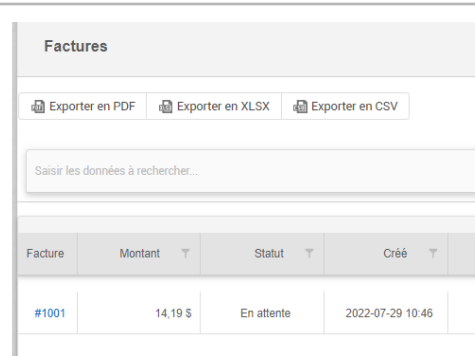 Factures
Exporter en PDF Exporter en XLSX Exporter en CSV
Saisir les données à rechercher...
Facture Montant Statut Créé
#1001 14,19 $ En attente 2022-07-29 10:46